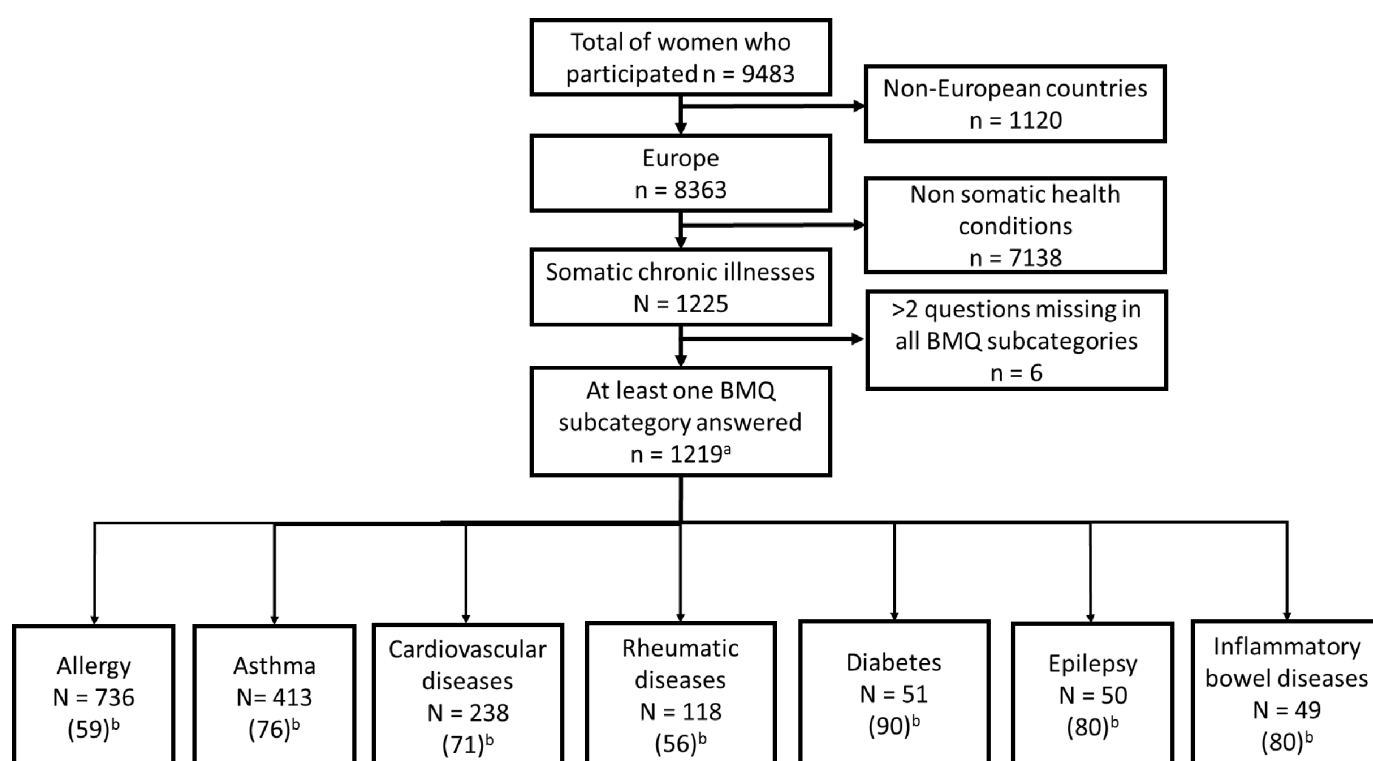 Total of women who
participated n = 9483
Non-European countries
n = 1120
Europe
n = 8363
Non somatic health
conditions
n = 7138
Somatic chronic illnesses
N = 1225
>2 questions missing in
all BMQ subcategories
n = 6
At least one BMQ
subcategory answered
n = 1219ᵃ
Allergy
N = 736
(59)ᵇ
Asthma
N= 413
(76)ᵇ
Cardiovascular
diseases
N = 238
(71)ᵇ
Rheumatic
diseases
N = 118
(56)ᵇ
Diabetes
N = 51
(90)ᵇ
Epilepsy
N = 50
(80)ᵇ
Inflammatory
bowel diseases
N = 49
(80)ᵇ